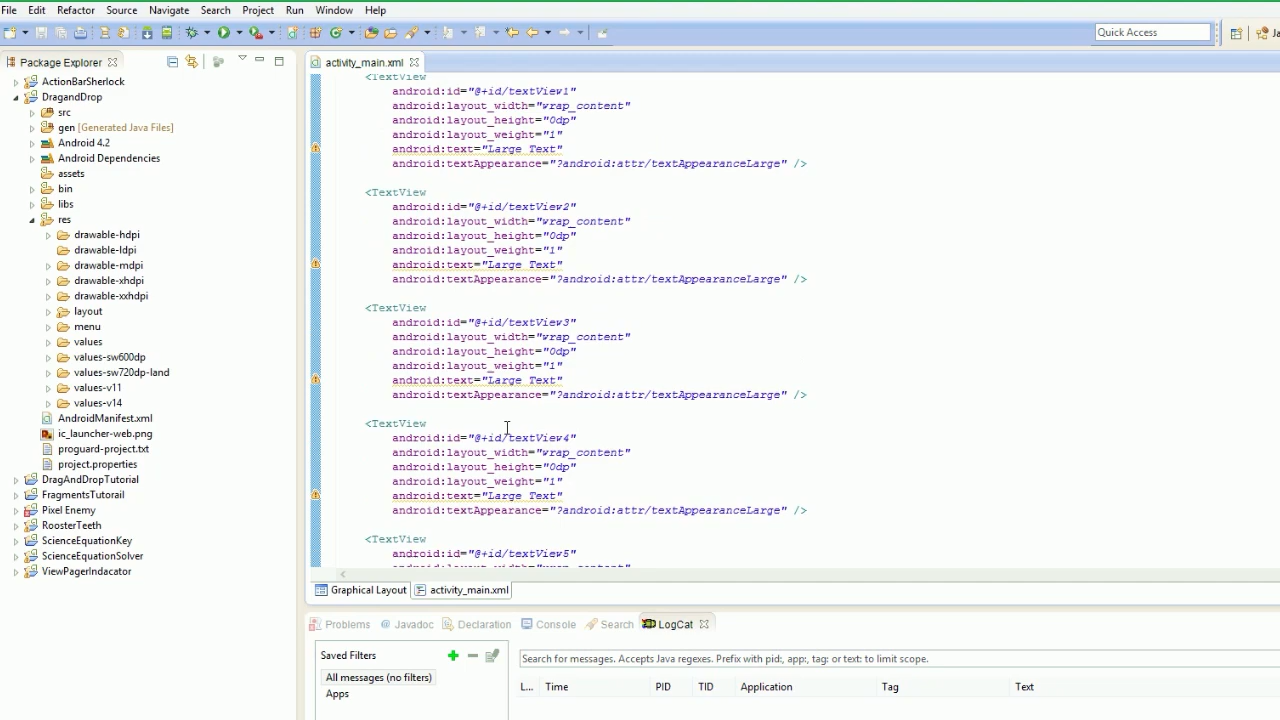 File Edit Refactor Source Navigate Search Project Run Window Help
Quick Access
Package Explorer
ActionBarSherlock
DragandDrop
src
gen [Generated Java Files]
Android 4.2
Android Dependencies
assets
bin
libs
res
drawable-hdpi
drawable-ldpi
drawable-mdpi
drawable-xhdpi
drawable-xxhdpi
layout
menu
values
values-sw600dp
values-sw720dp-land
values-v11
values-v14
AndroidManifest.xml
ic_launcher-web.png
proguard-project.txt
project.properties
DragAndDropTutorial
FragmentsTutorail
Pixel Enemy
RoosterTeeth
ScienceEquationKey
ScienceEquationSolver
ViewPagerIndacator
activity_main.xml
<TextView
android:id="@+id/textView1"
android:layout_width="wrap_content"
android:layout_height="0dp"
android:layout_weight="1"
android:text="Large Text"
android:textAppearance="?android:attr/textAppearanceLarge" />
<TextView
android:id="@+id/textView2"
android:layout_width="wrap_content"
android:layout_height="0dp"
android:layout_weight="1"
android:text="Large Text"
android:textAppearance="?android:attr/textAppearanceLarge" />
<TextView
android:id="@+id/textView3"
android:layout_width="wrap_content"
android:layout_height="0dp"
android:layout_weight="1"
android:text="Large Text"
android:textAppearance="?android:attr/textAppearanceLarge" />
<TextView
android:id="@+id/textView4"
android:layout_width="wrap_content"
android:layout_height="0dp"
android:layout_weight="1"
android:text="Large Text"
android:textAppearance="?android:attr/textAppearanceLarge" />
<TextView
android:id="@+id/textView5"
Graphical Layout activity_main.xml
Problems @ Javadoc Declaration Console Search LogCat
Saved Filters
All messages (no filters)
Apps
Search for messages. Accepts Java regexes. Prefix with pid:, app:, tag: or text: to limit scope.
L... Time PID TID Application Tag Text